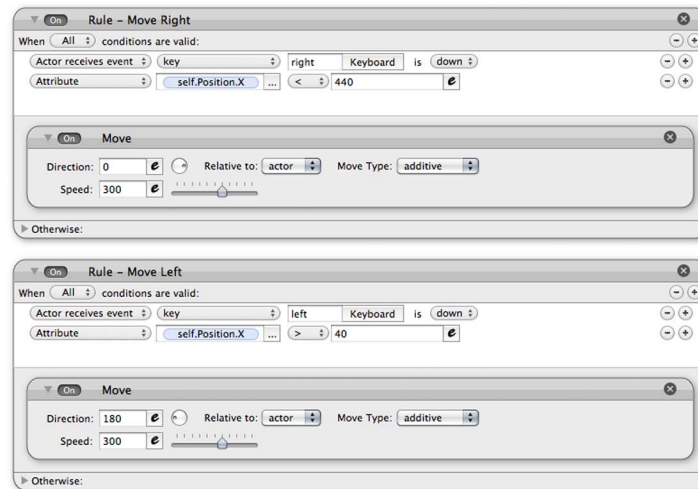 On Rule – Move Right
When All conditions are valid:
Actor receives event key right Keyboard is down
Attribute self.Position.X ... < 440 e
On Move
Direction: 0 e Relative to: actor Move Type: additive
Speed: 300 e
Otherwise:
On Rule – Move Left
When All conditions are valid:
Actor receives event key left Keyboard is down
Attribute self.Position.X ... > 40 e
On Move
Direction: 180 e Relative to: actor Move Type: additive
Speed: 300 e
Otherwise: